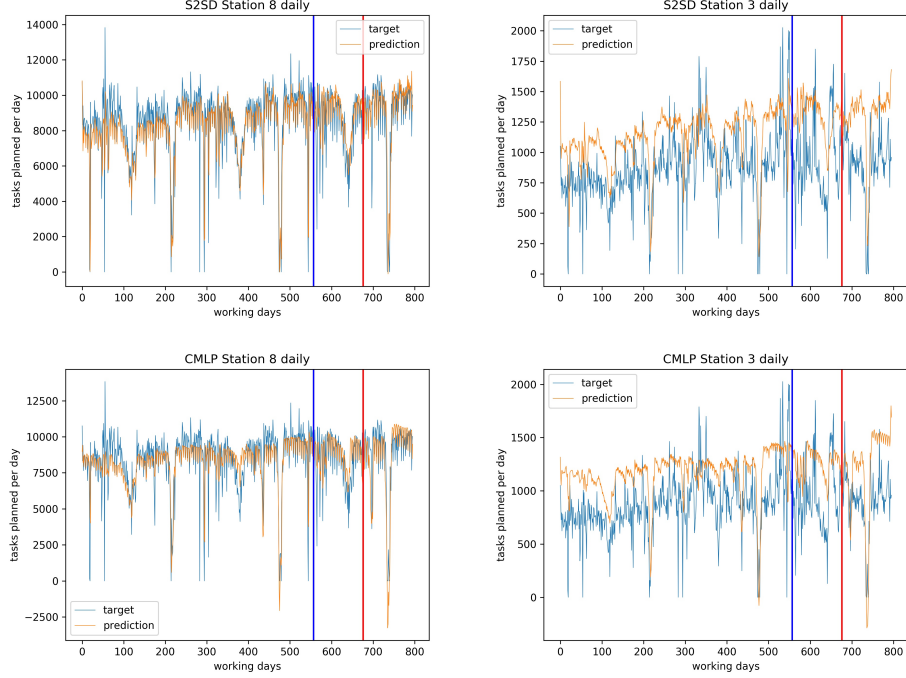 S2SD Station 8 daily
14000
12000
10000
8000
6000
4000
2000
0
tasks planned per day
target
prediction
0 100 200 300 400 500 600 700 800
working days
S2SD Station 3 daily
2000
1750
1500
1250
1000
750
500
250
0
tasks planned per day
target
prediction
0 100 200 300 400 500 600 700 800
working days
CMLP Station 8 daily
12500
10000
7500
5000
2500
0
−2500
tasks planned per day
target
prediction
0 100 200 300 400 500 600 700 800
working days
CMLP Station 3 daily
2000
1500
1000
500
0
tasks planned per day
target
prediction
0 100 200 300 400 500 600 700 800
working days